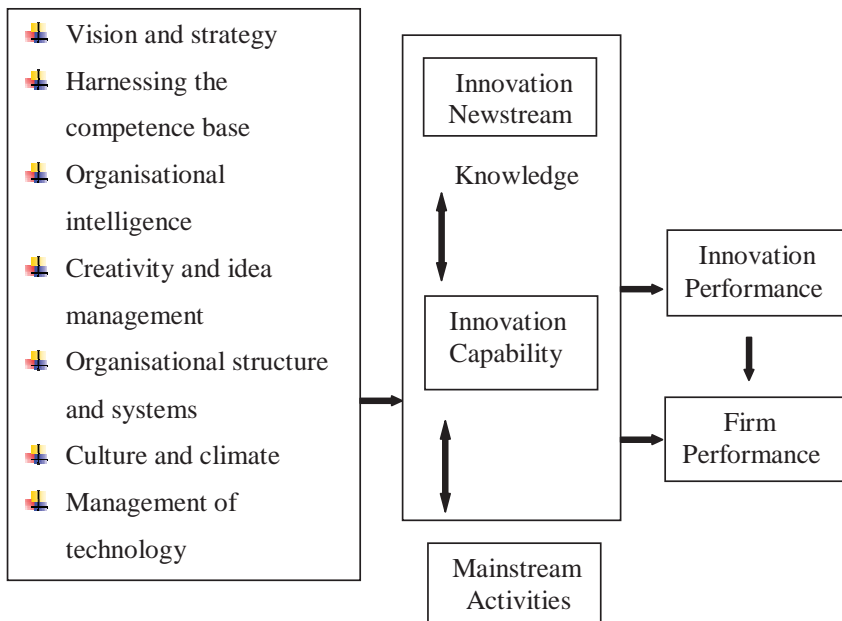 Vision and strategy
Harnessing the
competence base
Organisational
intelligence
Creativity and idea
management
Organisational structure
and systems
Culture and climate
Management of
technology
Innovation
Newstream
Knowledge
Innovation
Capability
Mainstream
Activities
Innovation
Performance
Firm
Performance